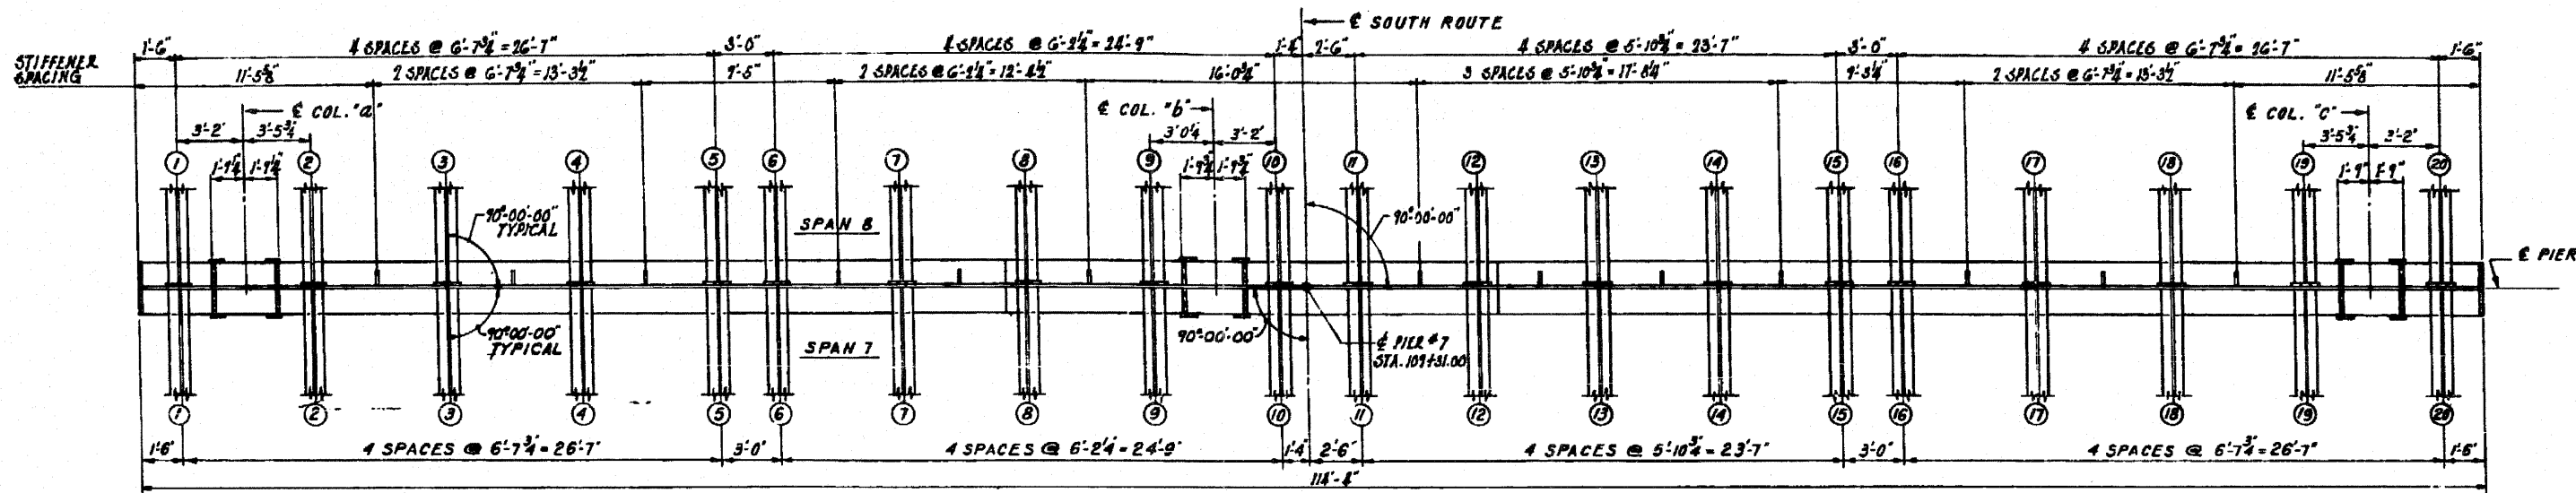 ℄ SOUTH ROUTE
1'-6" 4 SPACES @ 6'-7¾" = 26'-7" 3'-0" 4 SPACES @ 6'-2¼" = 24'-9" 1'-4" 2'-6" 4 SPACES @ 5'-10¾" = 23'-7" 3'-0" 4 SPACES @ 6'-7¾" = 26'-7" 1'-6"
STIFFENER
SPACING
11'-5⅝" 2 SPACES @ 6'-7¾" = 13'-3½" 9'-5" 2 SPACES @ 6'-2¼" = 12'-4½" 16'-0¾" 3 SPACES @ 5'-10¾" = 17'-8¼" 9'-3¼" 2 SPACES @ 6'-7¾" = 13'-3½" 11'-5⅝"
℄ COL. "a" ℄ COL. "b" ℄ COL. "C"
3'-2" 3'-5¾" 3'-0¼" 3'-2" 3'-5¾" 3'-2"
1 2 3 4 5 6 7 8 9 10 11 12 13 14 15 16 17 18 19 20
1'-9¼" 1'-9¼" 1'-9¾" 1'-9¾" 1'-9" 1'-9"
90°-00'-00"
TYPICAL
SPAN 8
90°-00'-00"
℄ PIER
90°-00'-00"
TYPICAL
SPAN 7
90°-00'-00"
℄ PIER #7
STA. 109+31.00
1 2 3 4 5 6 7 8 9 10 11 12 13 14 15 16 17 18 19 20
1'-6" 4 SPACES @ 6'-7¾" = 26'-7" 3'-0" 4 SPACES @ 6'-2¼" = 24'-9" 1'-4" 2'-6" 4 SPACES @ 5'-10¾" = 23'-7" 3'-0" 4 SPACES @ 6'-7¾" = 26'-7" 1'-6"
114'-4"